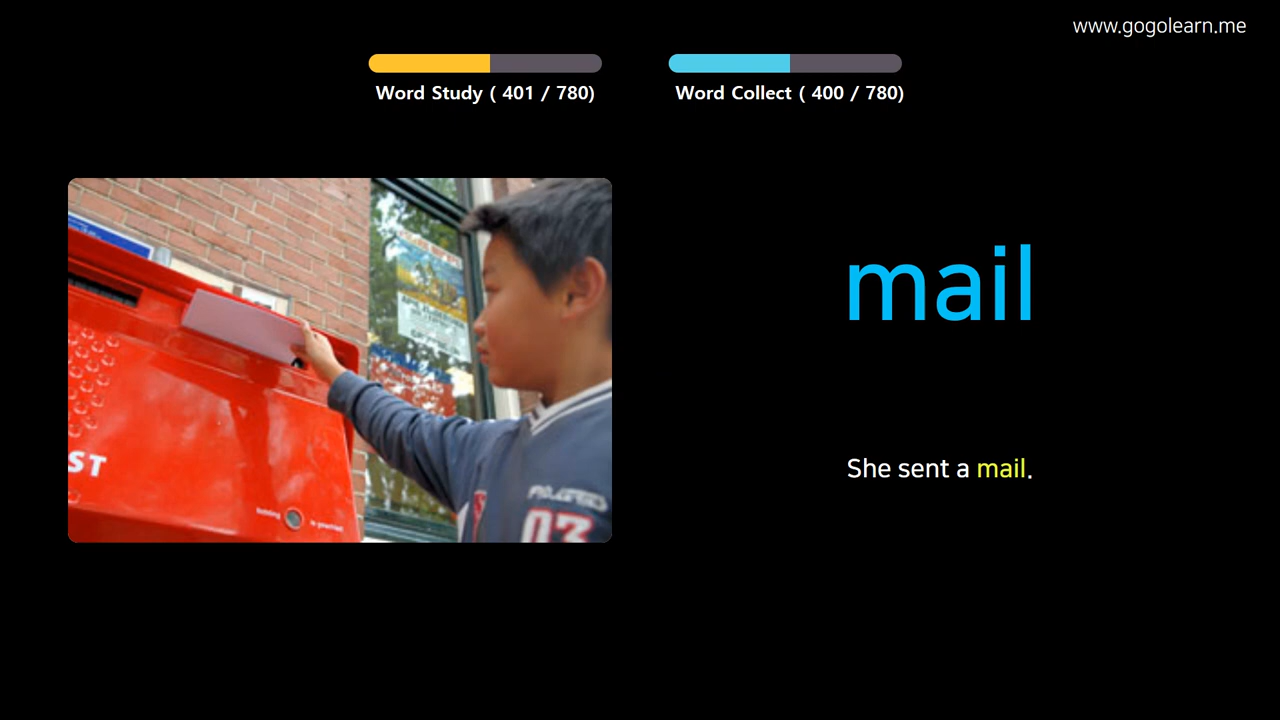 www.gogolearn.me
Word Study ( 401 / 780)
Word Collect ( 400 / 780)
mail
She sent a mail.
ST
03